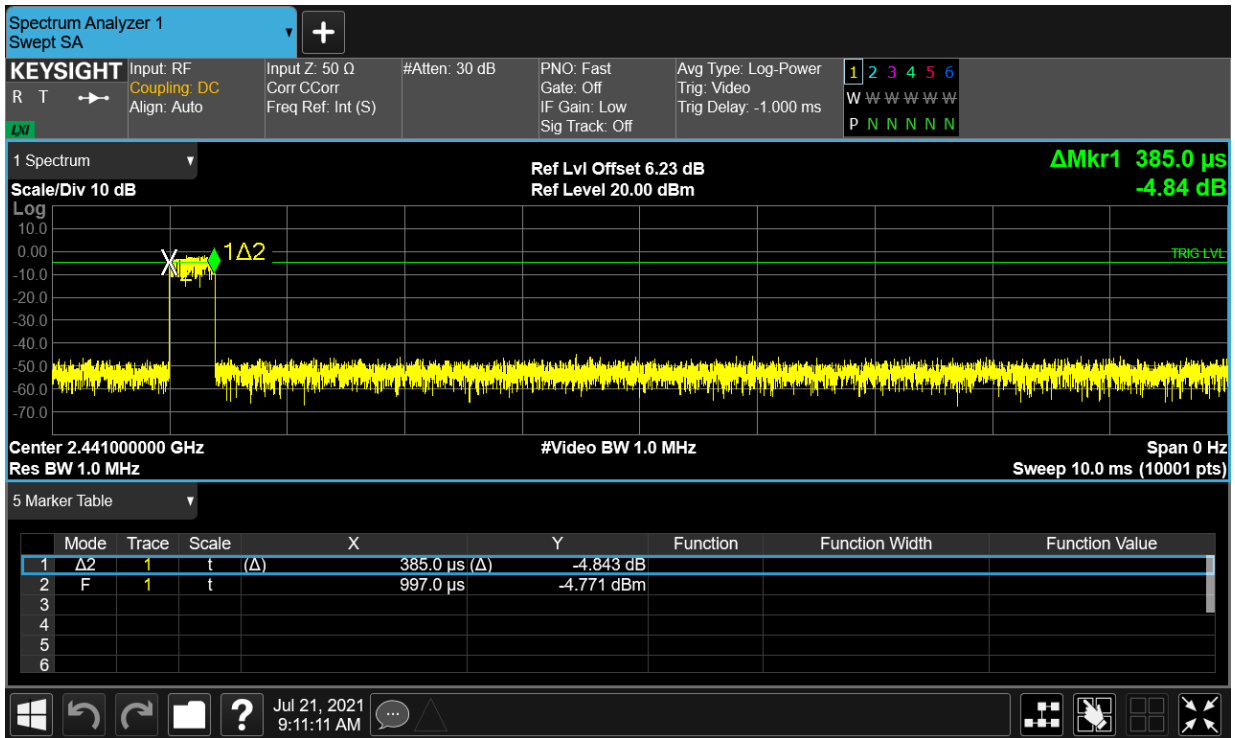 Spectrum Analyzer 1
Swept SA
+
KEYSIGHT
R T
LXI
Input: RF
Coupling: DC
Align: Auto
Input Z: 50 Ω
Corr CCorr
Freq Ref: Int (S)
#Atten: 30 dB
PNO: Fast
Gate: Off
IF Gain: Low
Sig Track: Off
Avg Type: Log-Power
Trig: Video
Trig Delay: -1.000 ms
1 2 3 4 5 6
W W W W W W
P N N N N N
1 Spectrum
Scale/Div 10 dB
Ref Lvl Offset 6.23 dB
Ref Level 20.00 dBm
ΔMkr1 385.0 µs
-4.84 dB
Log
10.0
0.00
-10.0
-20.0
-30.0
-40.0
-50.0
-60.0
-70.0
X
1Δ2
TRIG LVL
Center 2.441000000 GHz
Res BW 1.0 MHz
#Video BW 1.0 MHz
Span 0 Hz
Sweep 10.0 ms (10001 pts)
5 Marker Table
Mode Trace Scale X Y Function Function Width Function Value
1 Δ2 1 t (Δ) 385.0 µs (Δ) -4.843 dB
2 F 1 t 997.0 µs -4.771 dBm
3
4
5
6
?
Jul 21, 2021
9:11:11 AM